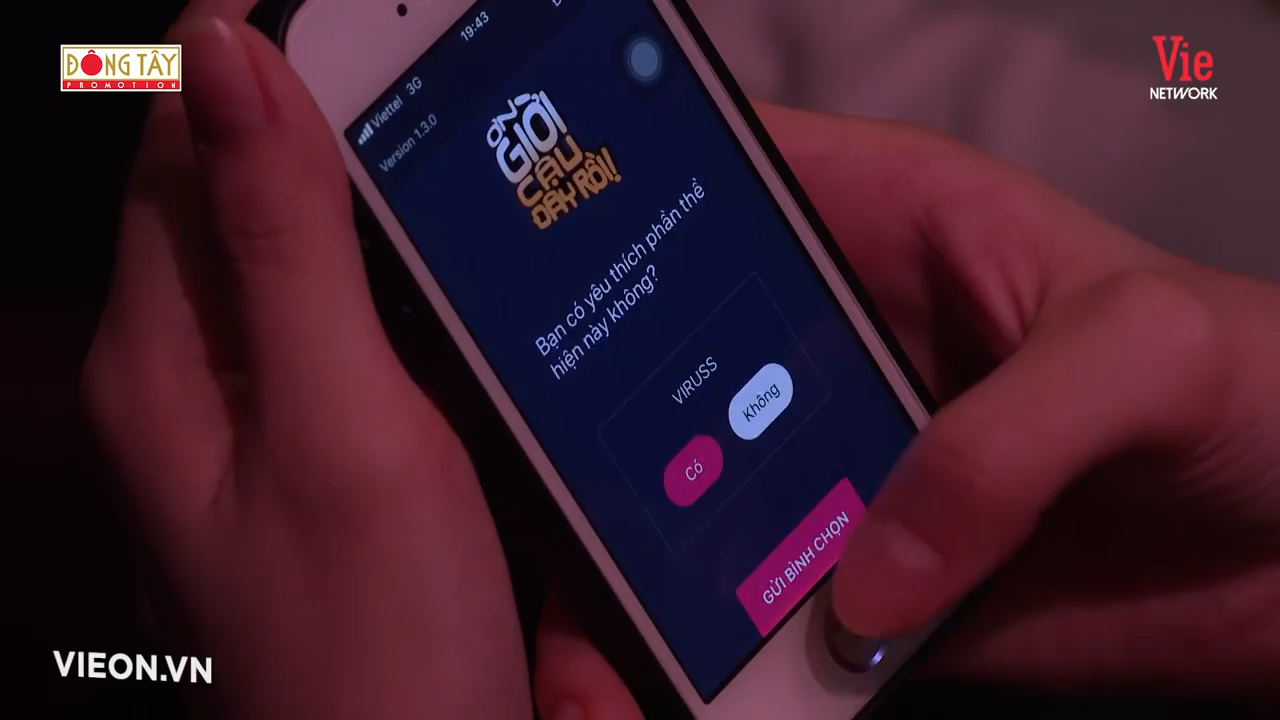 ĐÔNG TÂY
PROMOTION
Vie
NETWORK
Viettel 3G
19:43
Version 1.3.0
ƠN GIỜI
CẬU
ĐÂY RỒI!
Bạn có yêu thích phần thể
hiện này không?
VIRUSS
Có
Không
GỬI BÌNH CHỌN
VIEON.VN